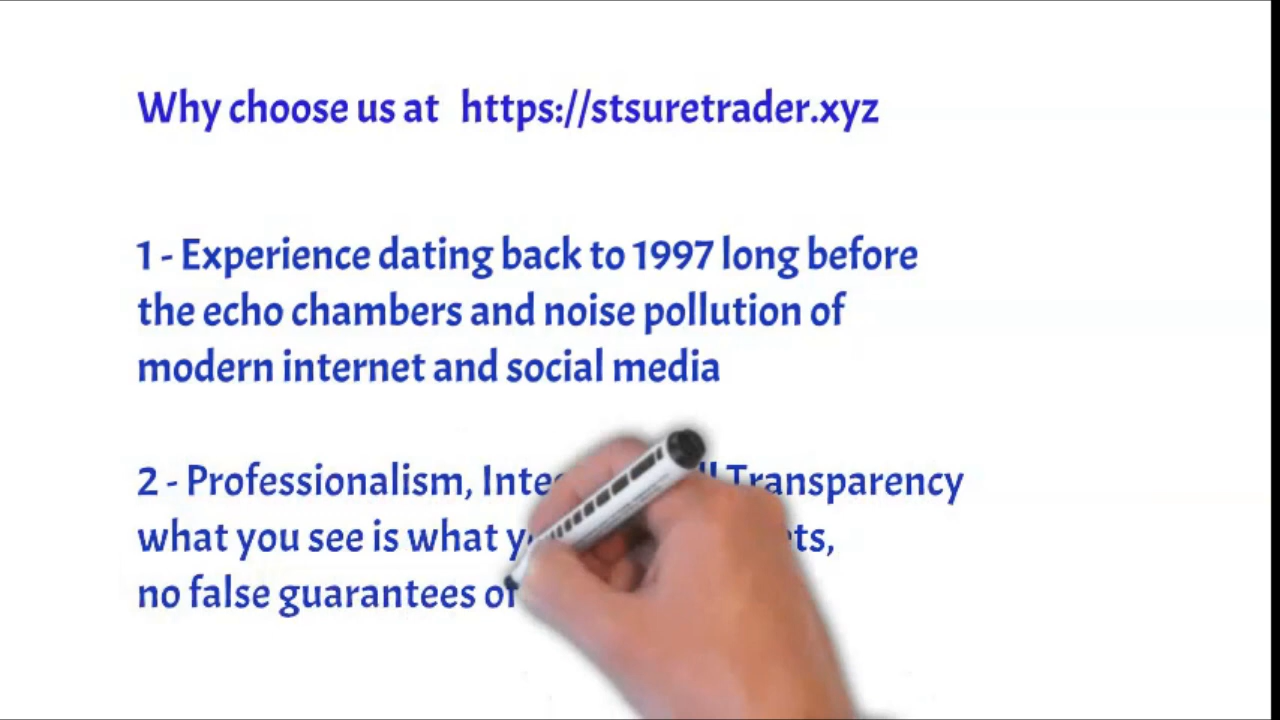 Why choose us at https://stsuretrader.xyz
1 - Experience dating back to 1997 long before
the echo chambers and noise pollution of
modern internet and social media
2 - Professionalism, Transparency
what you see is what
no false guarantees of